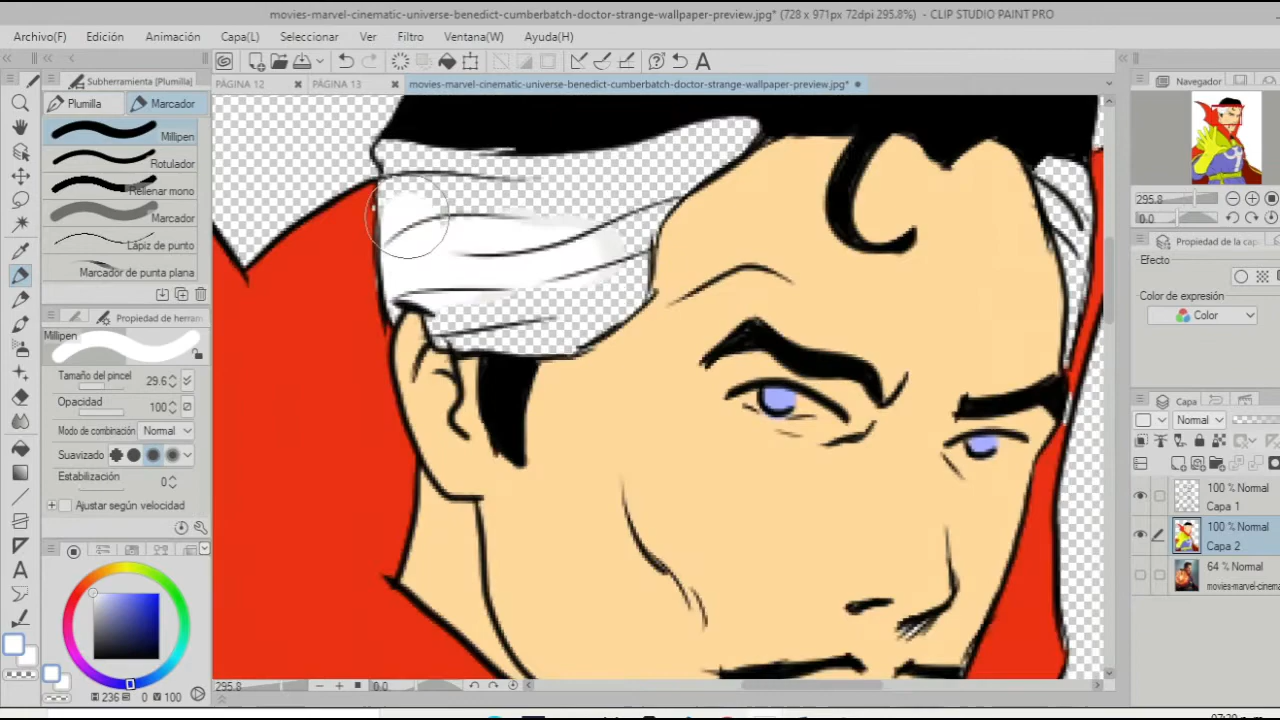 movies-marvel-cinematic-universe-benedict-cumberbatch-doctor-strange-wallpaper-preview.jpg* (728 x 971px 72dpi 295.8%) - CLIP STUDIO PAINT PRO
Archivo(F) Edición Animación Capa(L) Seleccionar Ver Filtro Ventana(W) Ayuda(H)
Subherramienta [Plumilla]
PÁGINA 12 PÁGINA 13 movies-marvel-cinematic-universe-benedict-cumberbatch-doctor-strange-wallpaper-preview.jpg*
Navegador
Plumilla Marcador
Millipen
Rotulador
Rellenar mono
Marcador
Lápiz de punto
Marcador de punta plana
295.8
0.0
Propiedad de la cap
Efecto
Color de expresión
Color
Propiedad de herram
Millipen
Tamaño del pincel 29.6
Opacidad 100
Modo de combinación Normal
Suavizado
Estabilización 0
Ajustar según velocidad
Capa
Normal
100 % Normal
Capa 1
100 % Normal
Capa 2
64 % Normal
movies-marvel-cinema
236 0 100
295.8 0.0